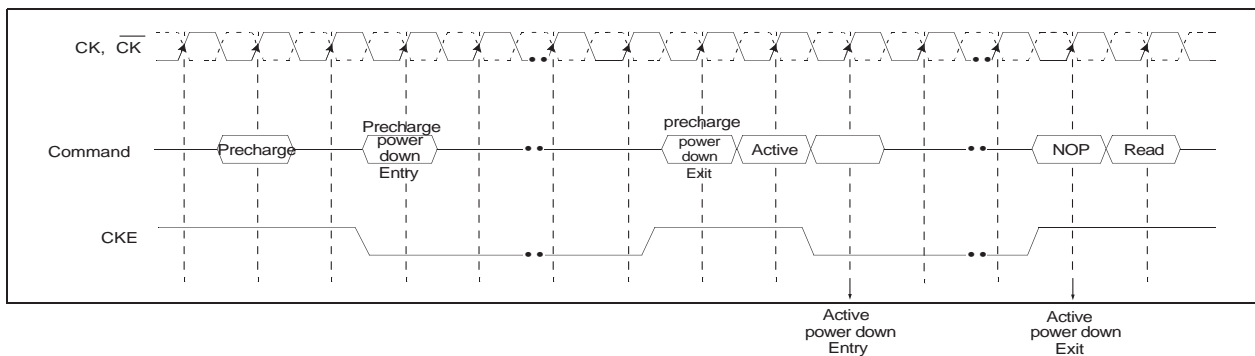 CK, CK
Command
Precharge
Precharge
power
down
Entry
precharge
power
down
Exit
Active
NOP
Read
CKE
Active
power down
Entry
Active
power down
Exit